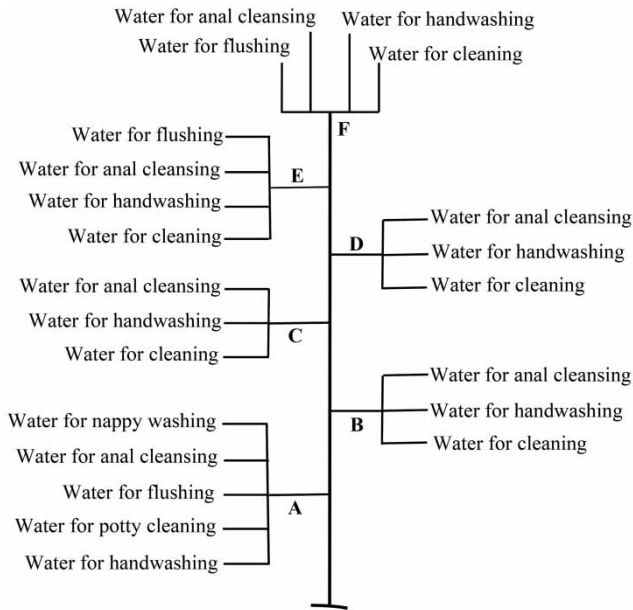 Water for anal cleansing
Water for handwashing
Water for flushing
Water for cleaning
F
Water for flushing
Water for anal cleansing
E
Water for handwashing
Water for cleaning
Water for anal cleansing
D
Water for handwashing
Water for cleaning
Water for anal cleansing
Water for handwashing
C
Water for cleaning
Water for anal cleansing
B
Water for handwashing
Water for cleaning
Water for nappy washing
Water for anal cleansing
Water for flushing
A
Water for potty cleaning
Water for handwashing